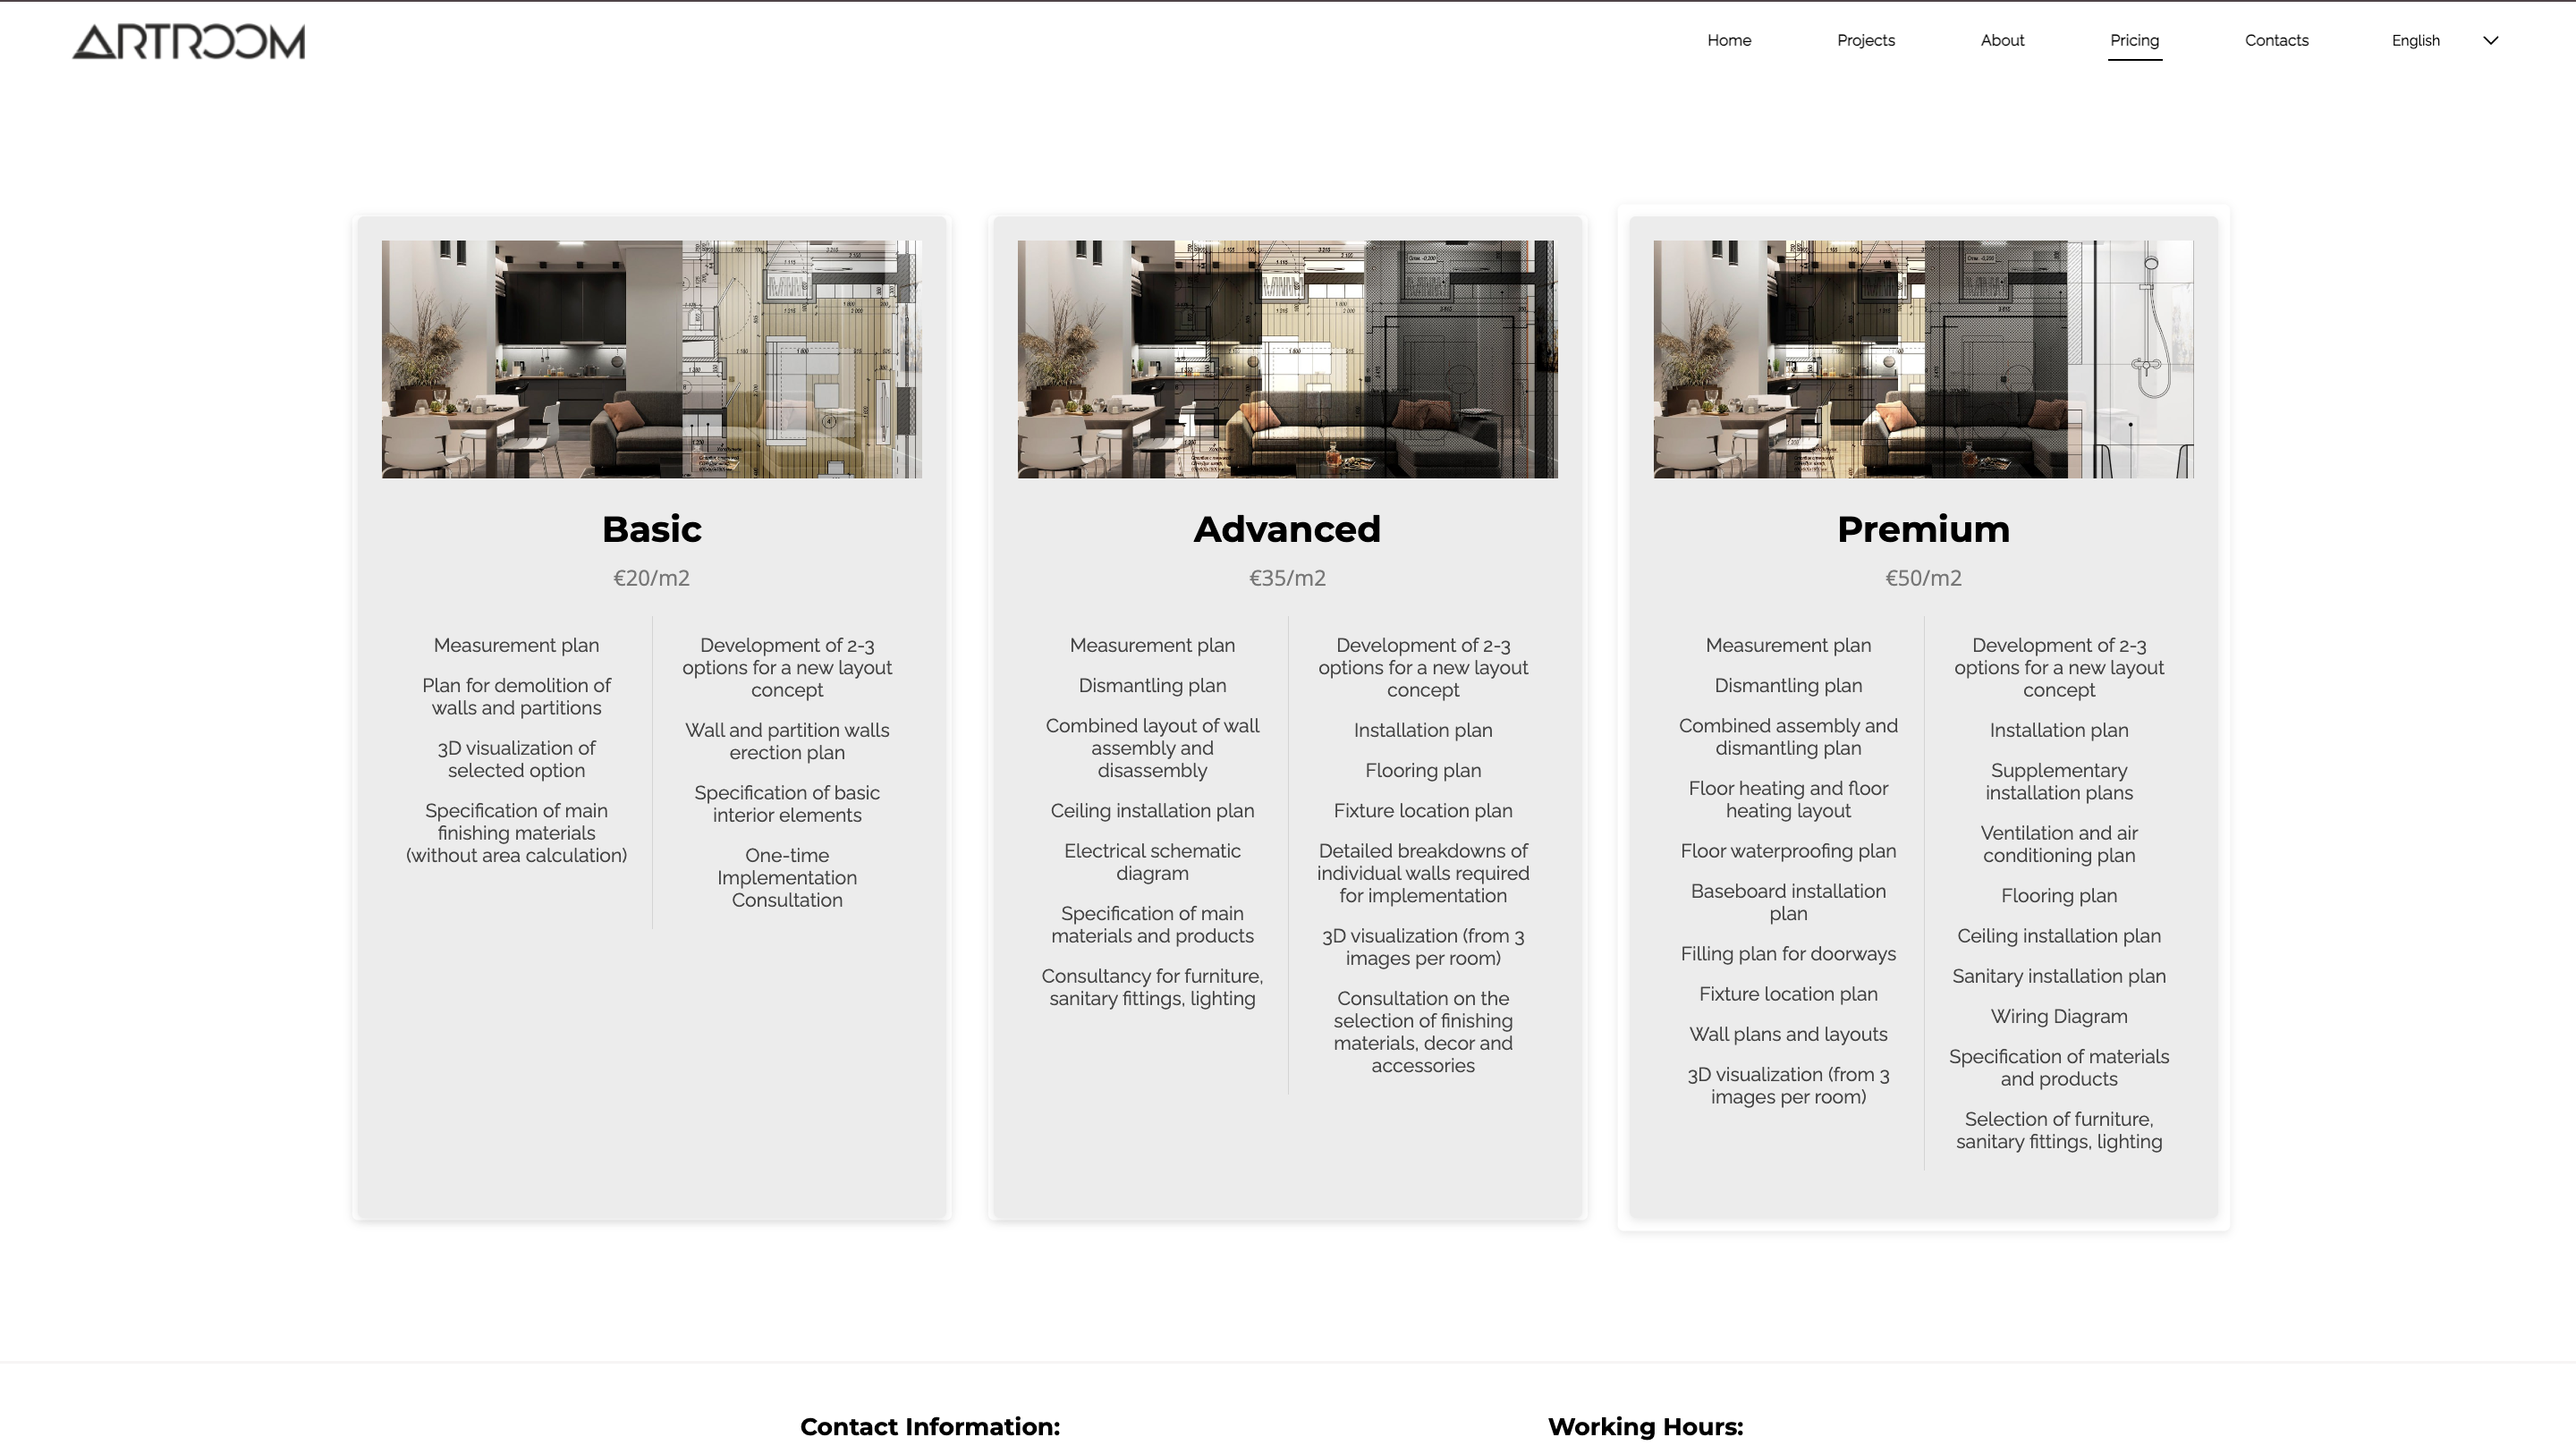 ARTROOM
Home
Projects
About
Pricing
Contacts
English
Basic
€20/m2
Measurement plan
Plan for demolition of
walls and partitions
3D visualization of
selected option
Specification of main
finishing materials
(without area calculation)
Development of 2-3
options for a new layout
concept
Wall and partition walls
erection plan
Specification of basic
interior elements
One-time
Implementation
Consultation
Advanced
€35/m2
Measurement plan
Dismantling plan
Combined layout of wall
assembly and
disassembly
Ceiling installation plan
Electrical schematic
diagram
Specification of main
materials and products
Consultancy for furniture,
sanitary fittings, lighting
Development of 2-3
options for a new layout
concept
Installation plan
Flooring plan
Fixture location plan
Detailed breakdowns of
individual walls required
for implementation
3D visualization (from 3
images per room)
Consultation on the
selection of finishing
materials, decor and
accessories
Premium
€50/m2
Measurement plan
Dismantling plan
Combined assembly and
dismantling plan
Floor heating and floor
heating layout
Floor waterproofing plan
Baseboard installation
plan
Filling plan for doorways
Fixture location plan
Wall plans and layouts
3D visualization (from 3
images per room)
Development of 2-3
options for a new layout
concept
Installation plan
Supplementary
installation plans
Ventilation and air
conditioning plan
Flooring plan
Ceiling installation plan
Sanitary installation plan
Wiring Diagram
Specification of materials
and products
Selection of furniture,
sanitary fittings, lighting
Contact Information:
Working Hours: